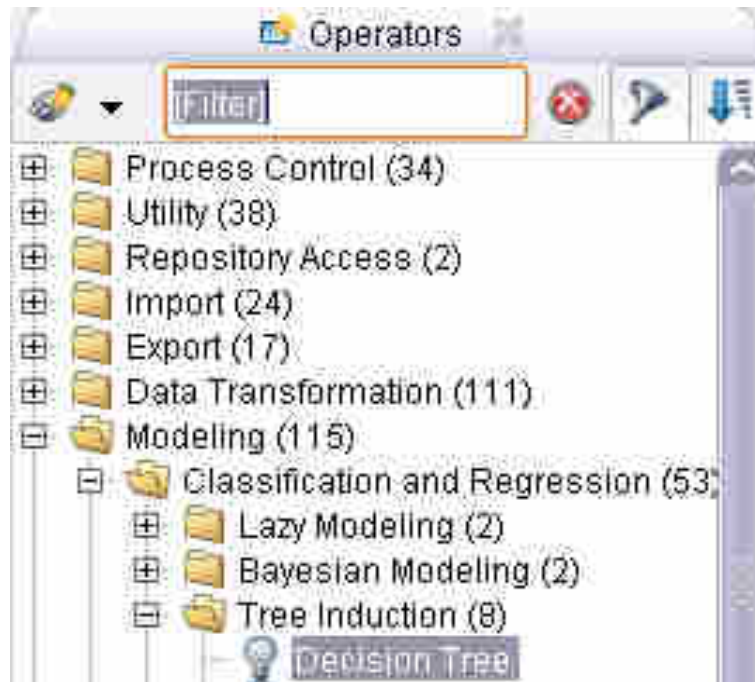 Operators
[Filter]
Process Control (34)
Utility (38)
Repository Access (2)
Import (24)
Export (17)
Data Transformation (111)
Modeling (115)
Classification and Regression (53)
Lazy Modeling (2)
Bayesian Modeling (2)
Tree Induction (8)
Decision Tree